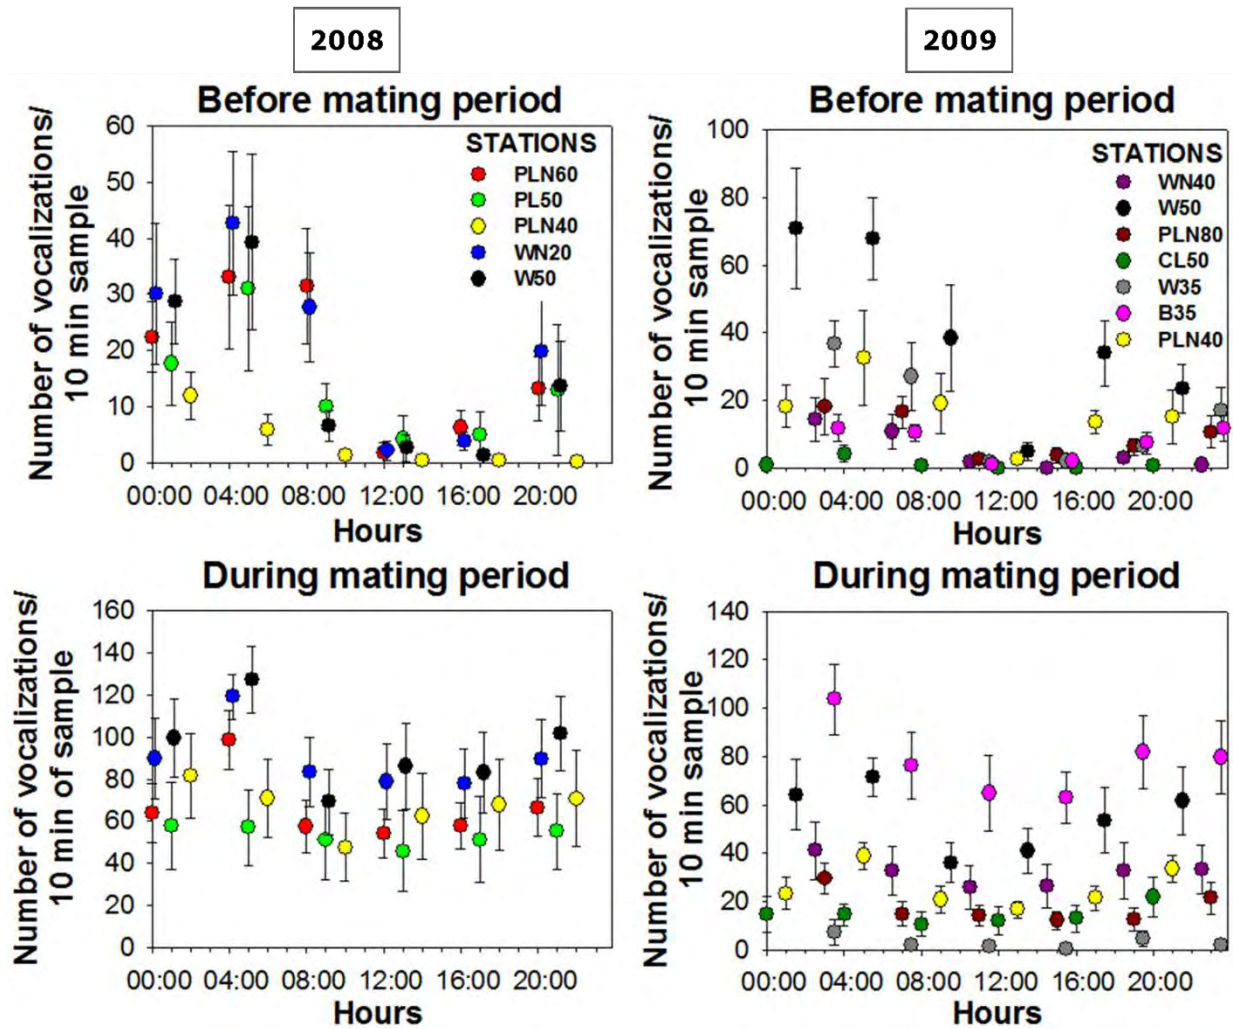 2008
2009
Before mating period
Number of vocalizations/
10 min sample
60
50
40
30
20
10
0
STATIONS
PLN60
PL50
PLN40
WN20
W50
00:00 04:00 08:00 12:00 16:00 20:00
Hours
Before mating period
Number of vocalizations/
10 min sample
100
80
60
40
20
0
STATIONS
WN40
W50
PLN80
CL50
W35
B35
PLN40
00:00 04:00 08:00 12:00 16:00 20:00
Hours
During mating period
Number of vocalizations/
10 min of sample
160
140
120
100
80
60
40
20
0
00:00 04:00 08:00 12:00 16:00 20:00
Hours
During mating period
Number of vocalizations/
10 min sample
140
120
100
80
60
40
20
0
00:00 04:00 08:00 12:00 16:00 20:00
Hours